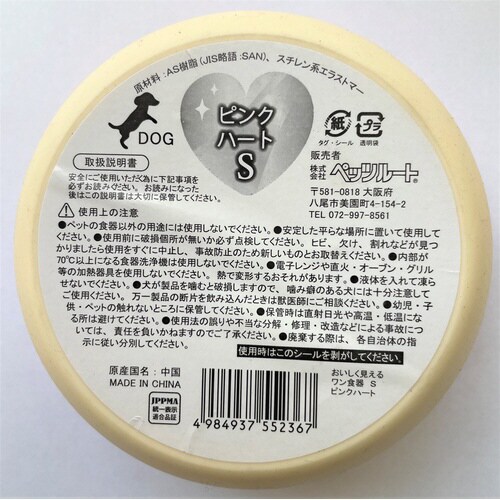 原材料:AS樹脂(JIS略語:SAN)、スチレン系エラストマー
DOG
ピンク
ハート
S
紙
タグ・シール
プラ
透明袋
取扱説明書
安全にご使用いただく為に下記事項を
必ずお読みください。お読みになった
後はこの説明書は大切に保管してください。
販売者
株式会社 ペッツルート®
〒581-0818 大阪府
八尾市美園町4-154-2
TEL 072-997-8561
使用上の注意
●ペットの食器以外の用途には使用しないでください。●安定した平らな場所に置いて使用して
ください。●使用前に破損個所が無いか必ず点検してください。ヒビ、欠け、割れなどが見つ
かりましたら使用をすぐに中止し、事故防止のため新しいものとお取替えください。●内部が
70℃以上になる食器洗浄機は使用しないでください。●電子レンジや直火・オーブン・グリル
等の加熱器具を使用しないでください。熱で変形するおそれがあります。●液体を入れて凍ら
せないでください。●犬が製品を噛むと破損しますので、噛み癖のある犬には十分注意して
ご使用ください。万一製品の断片を飲み込んだときは獣医師にご相談ください。●幼児・子
供・ペットの触れないところに保管してください。●保管時は直射日光や高温・低温にな
る所は避けてください。●使用法の誤りや不当な分解・修理・改造などによる事故につ
いては、責任を負いかねますのでご了承ください。●廃棄する際は、各自治体の指
示に従い分別してください。
使用時はこのシールを剥がしてください。
原産国名:中国
MADE IN CHINA
JPPMA
統一表示
適合品証
4 984937 552367
おいしく見える
ワン食器 S
ピンクハート